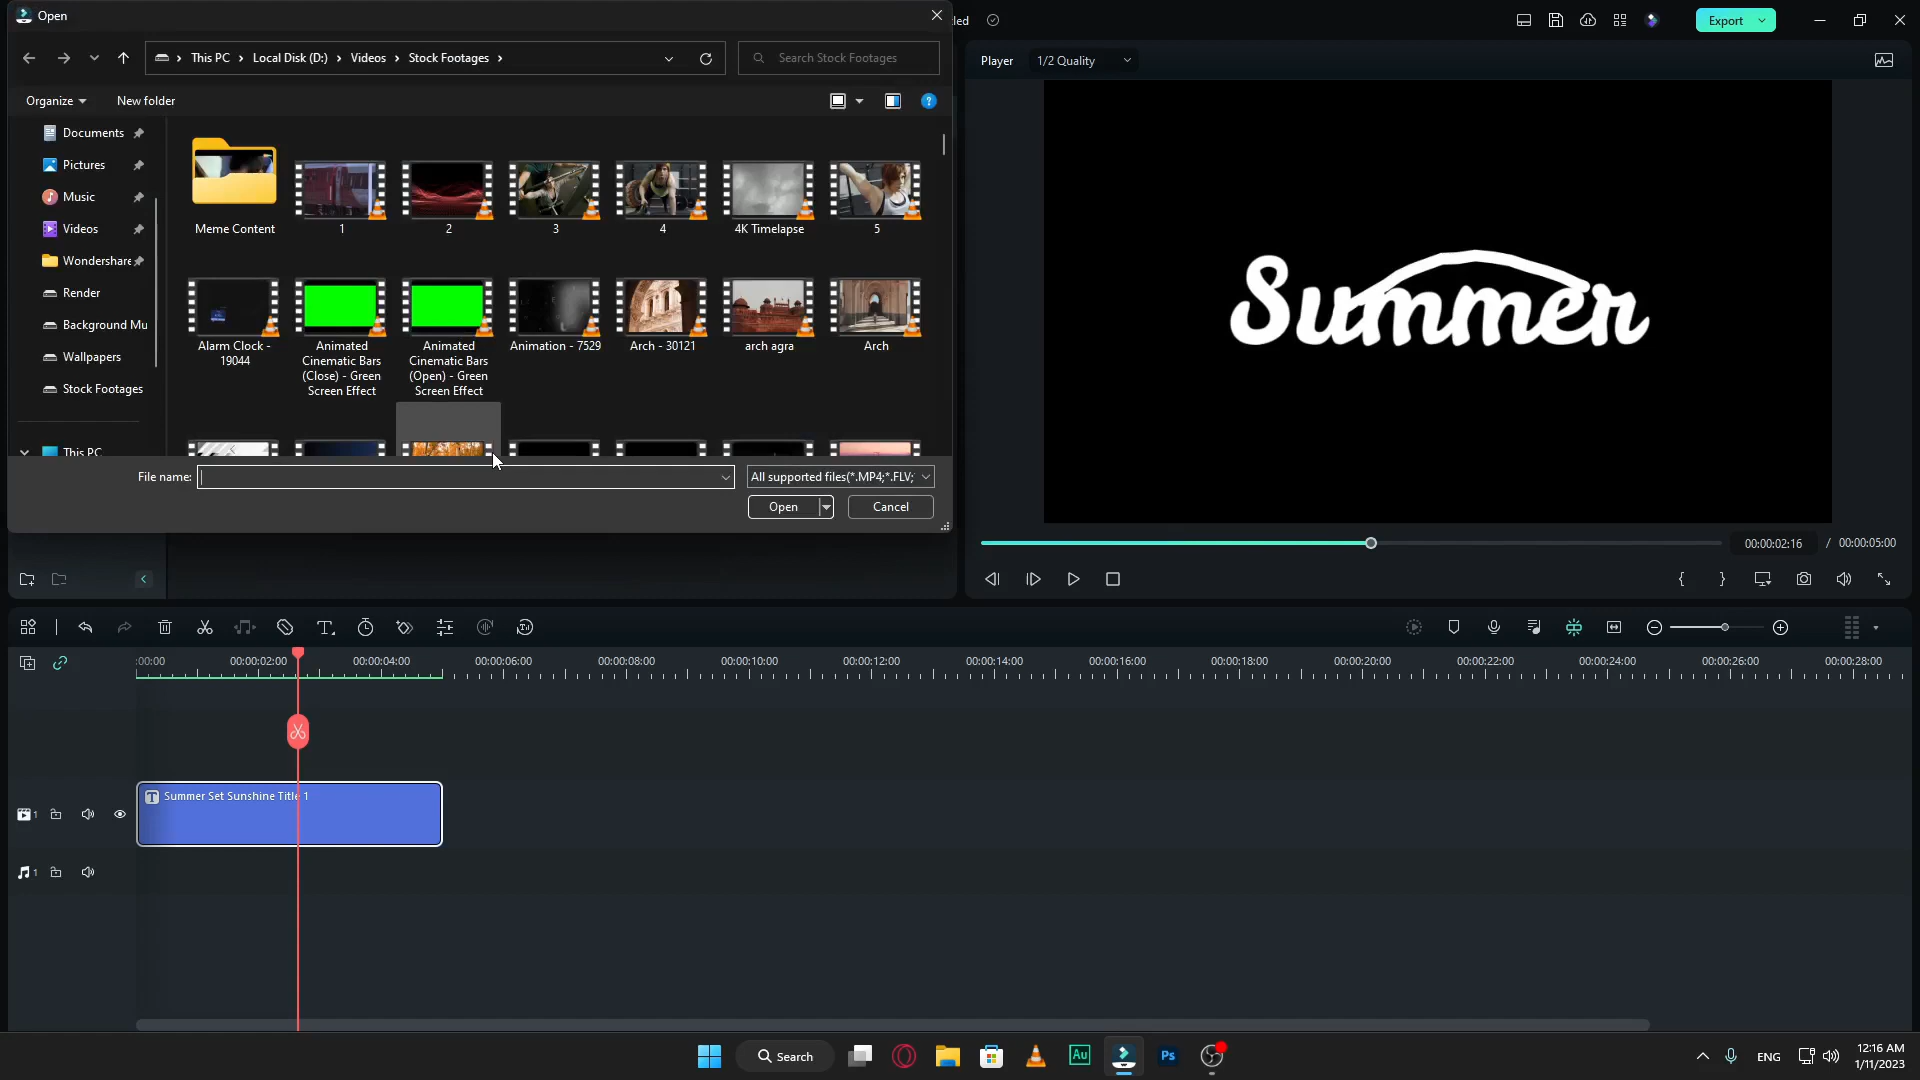 Open
led
Export
This PC
Local Disk (D:)
Videos
Stock Footages
Search Stock Footages
Player
1/2 Quality
Organize
New folder
Documents
Pictures
Music
Videos
Wondershare
Render
Background Mu
Wallpapers
Stock Footages
This PC
Meme Content
1
2
3
4
4K Timelapse
5
Alarm Clock -
19044
Animated
Cinematic Bars
(Close) - Green
Screen Effect
Animated
Cinematic Bars
(Open) - Green
Screen Effect
Animation - 7529
Arch - 30121
arch agra
Arch
Summer
File name:
All supported files(*.MP4;*.FLV;
Open
Cancel
00:00:02:16
/ 00:00:05:00
:00:00
00:00:02:00
00:00:04:00
00:00:06:00
00:00:08:00
00:00:10:00
00:00:12:00
00:00:14:00
00:00:16:00
00:00:18:00
00:00:20:00
00:00:22:00
00:00:24:00
00:00:26:00
00:00:28:00
T Summer Set Sunshine Title 1
1
1
Search
Au
Ps
ENG
12:16 AM
1/11/2023